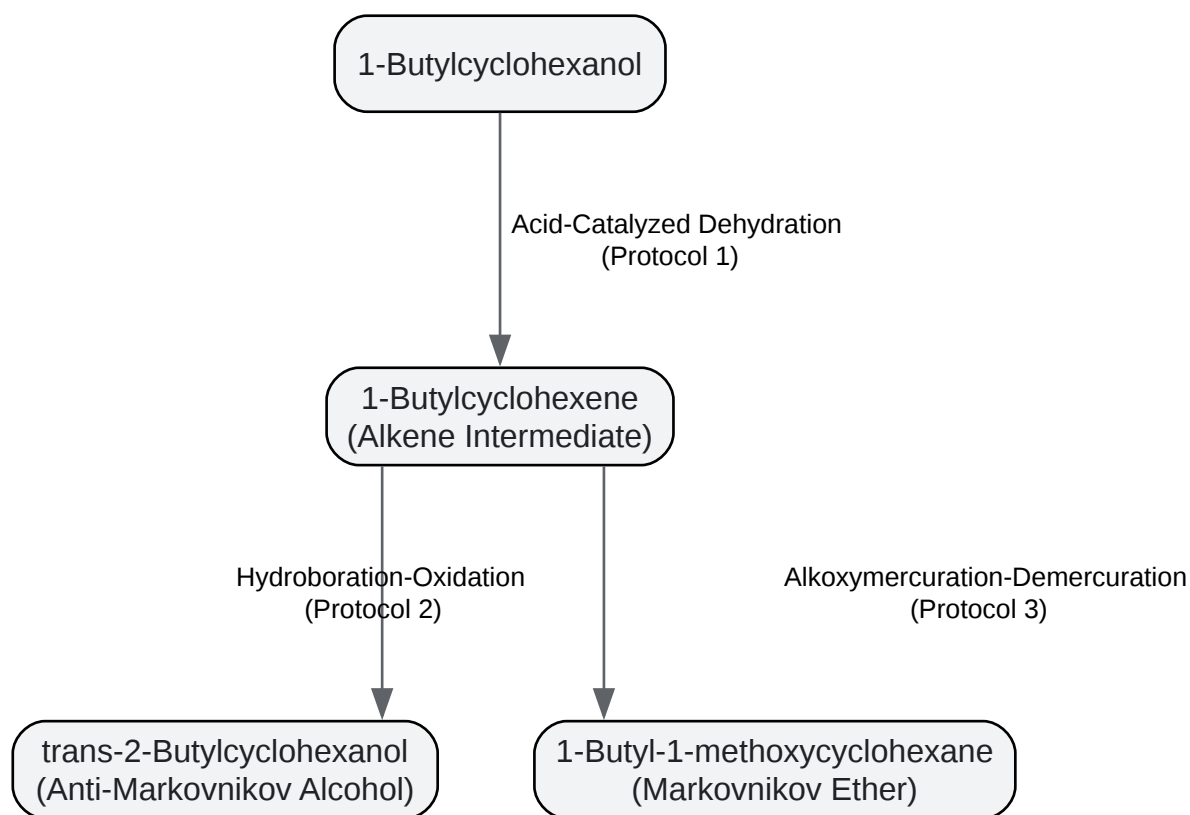 1-Butylcyclohexanol
Acid-Catalyzed Dehydration
(Protocol 1)
1-Butylcyclohexene
(Alkene Intermediate)
Hydroboration-Oxidation
(Protocol 2)
Alkoxymercuration-Demercuration
(Protocol 3)
trans-2-Butylcyclohexanol
(Anti-Markovnikov Alcohol)
1-Butyl-1-methoxycyclohexane
(Markovnikov Ether)